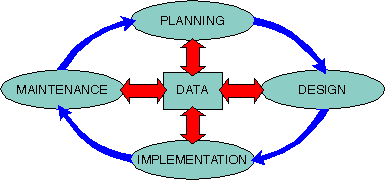 PLANNING
MAINTENANCE
DATA
DESIGN
IMPLEMENTATION